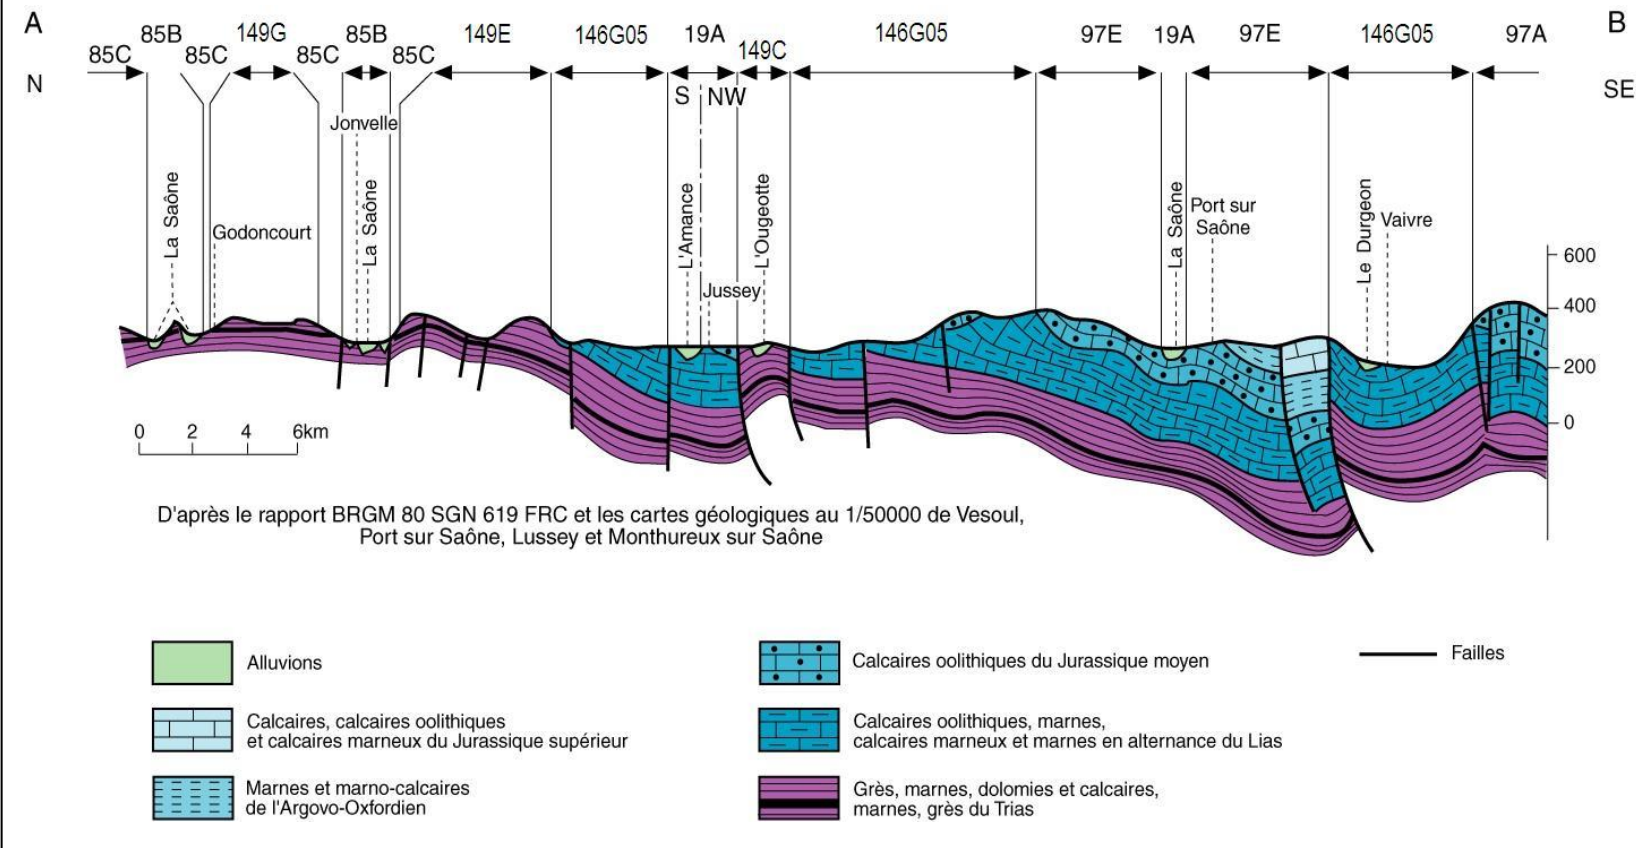 A
B
85C
85B
85C
149G
85C
85B
85C
149E
146G05
19A
149C
146G05
97E
19A
97E
146G05
97A
N
SE
S
NW
Jonvelle
La Saône
Godoncourt
La Saône
L'Amance
Jussey
L'Ougeotte
La Saône
Port sur
Saône
Le Durgeon
Vaivre
600
400
200
0
0 2 4 6km
D'après le rapport BRGM 80 SGN 619 FRC et les cartes géologiques au 1/50000 de Vesoul,
Port sur Saône, Lussey et Monthureux sur Saône
Alluvions
Calcaires, calcaires oolithiques
et calcaires marneux du Jurassique supérieur
Marnes et marno-calcaires
de l'Argovo-Oxfordien
Calcaires oolithiques du Jurassique moyen
Calcaires oolithiques, marnes,
calcaires marneux et marnes en alternance du Lias
Grès, marnes, dolomies et calcaires,
marnes, grès du Trias
Failles